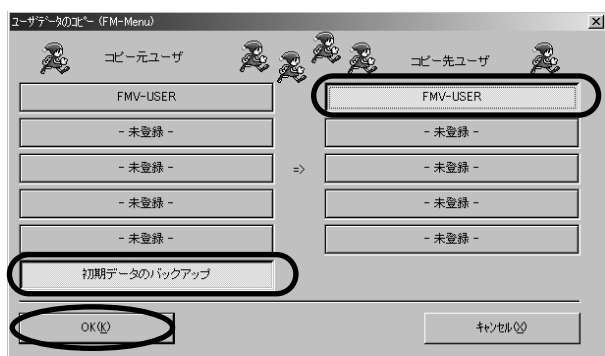 ユーザデータのコピー (FM-Menu)
コピー元ユーザ
コピー先ユーザ
FMV-USER
FMV-USER
- 未登録 -
- 未登録 -
- 未登録 -
=>
- 未登録 -
- 未登録 -
- 未登録 -
- 未登録 -
- 未登録 -
初期データのバックアップ
OK(K)
キャンセル(X)